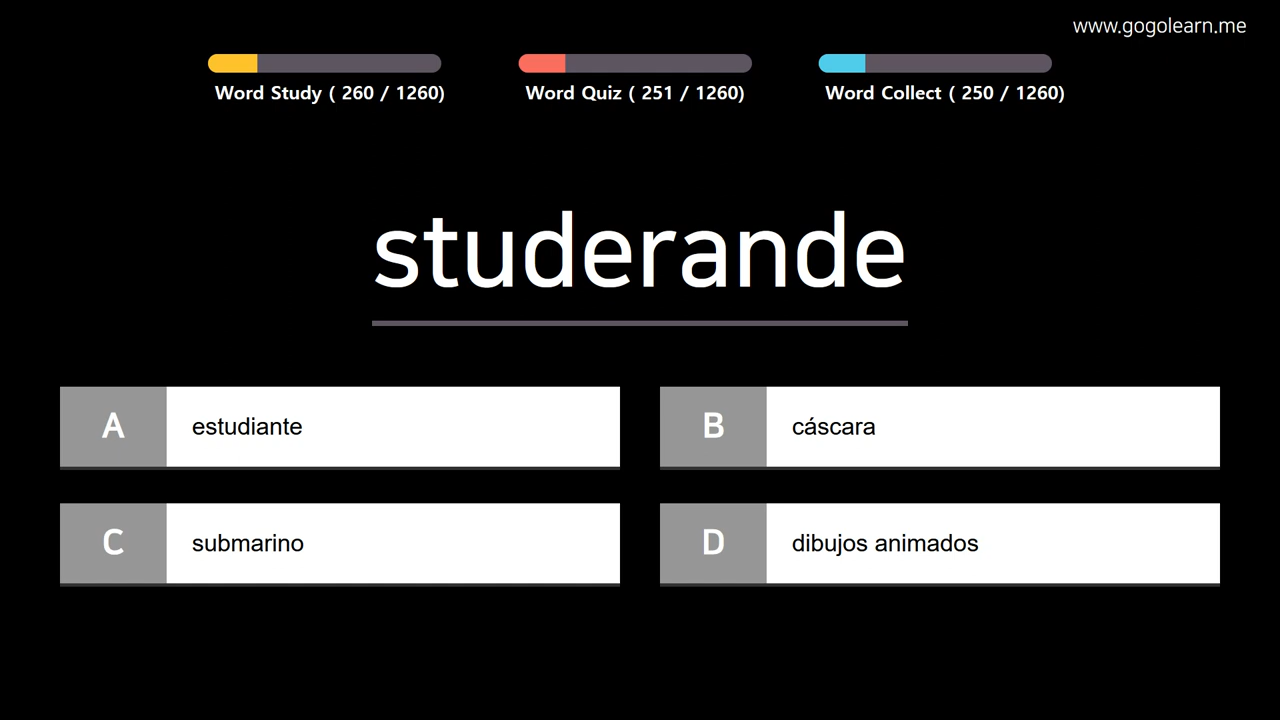 www.gogolearn.me
Word Study ( 260 / 1260)
Word Quiz ( 251 / 1260)
Word Collect ( 250 / 1260)
studerande
A
estudiante
B
cáscara
C
submarino
D
dibujos animados